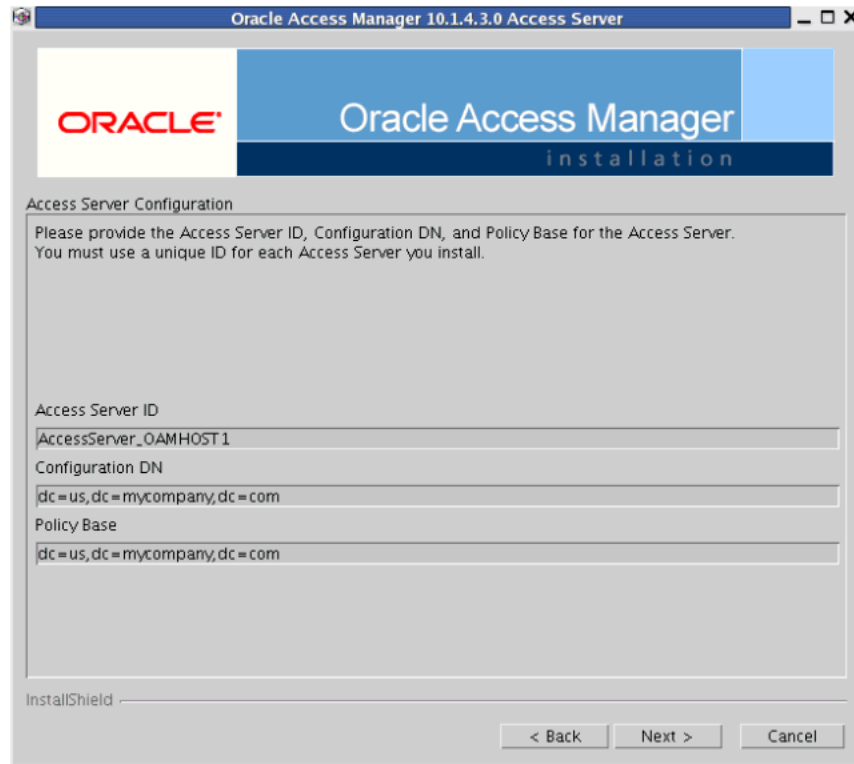 Oracle Access Manager 10.1.4.3.0 Access Server
ORACLE
Oracle Access Manager
installation
Access Server Configuration
Please provide the Access Server ID, Configuration DN, and Policy Base for the Access Server.
You must use a unique ID for each Access Server you install.
Access Server ID
AccessServer_OAMHOST1
Configuration DN
dc=us,dc=mycompany,dc=com
Policy Base
dc=us,dc=mycompany,dc=com
InstallShield
< Back Next > Cancel